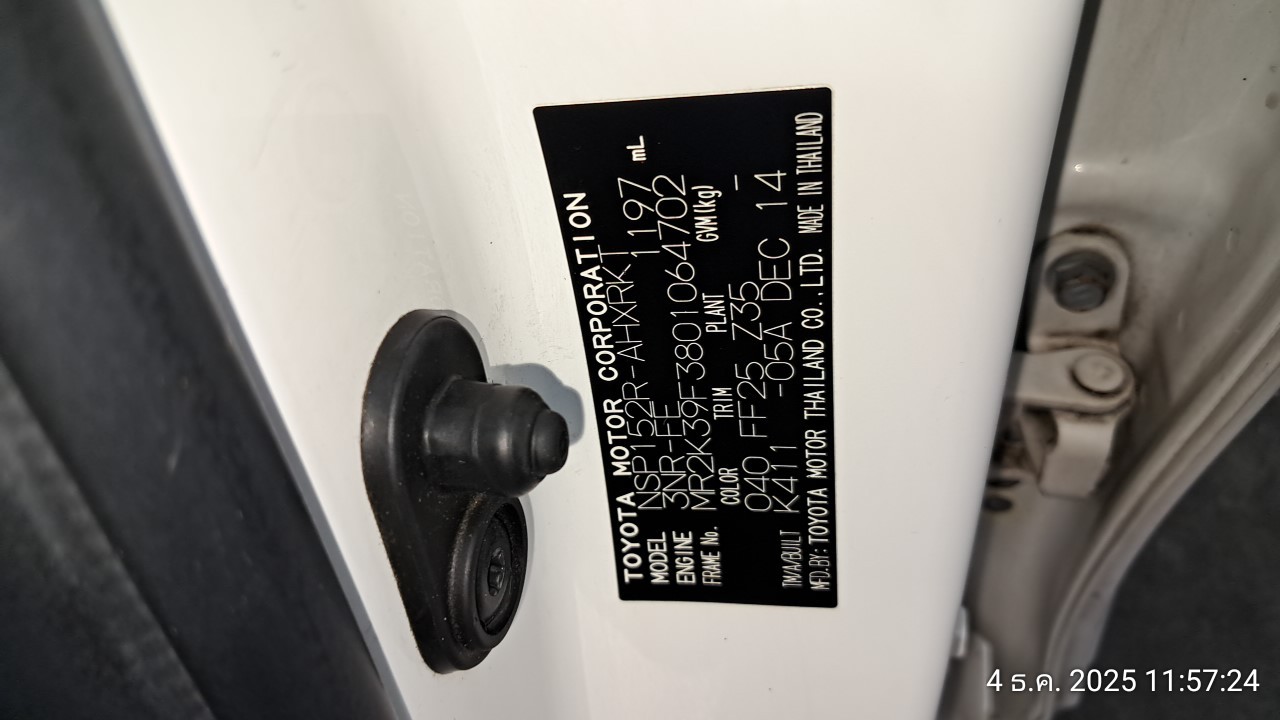 TOYOTA MOTOR CORPORATION
MODEL NSP152R-AHXRKT
ENGINE 3NR-FE 1197 mL
FRAME No. MR2K39F3801064702
COLOR TRIM PLANT GVM(kg)
040 FF25 Z35 -
TM/A/BUILT K411 -05A DEC 14
MFD.BY: TOYOTA MOTOR THAILAND CO.,LTD. MADE IN THAILAND
4 ธ.ค. 2025 11:57:24